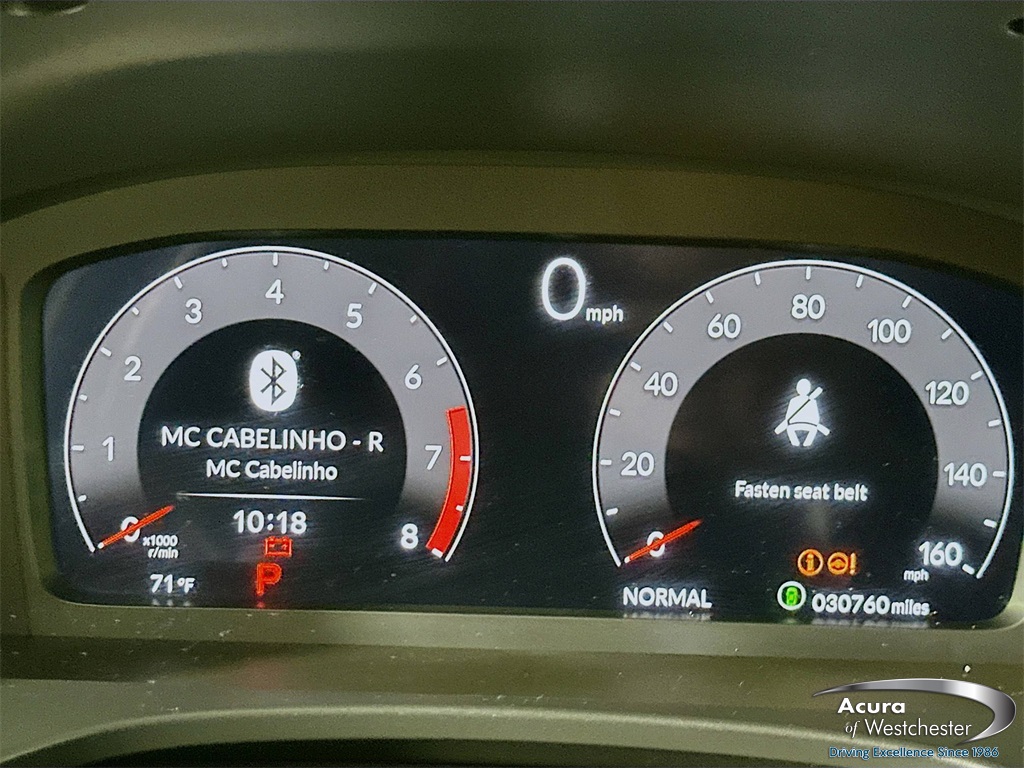 0 mph
4
3
5
2
6
1
7
0
8
x1000
r/min
MC CABELINHO - R
MC Cabelinho
10:18
71°F
P
80
60
100
40
120
20
140
0
160
mph
Fasten seat belt
NORMAL
030760 miles
Acura
of Westchester
Driving Excellence Since 1986